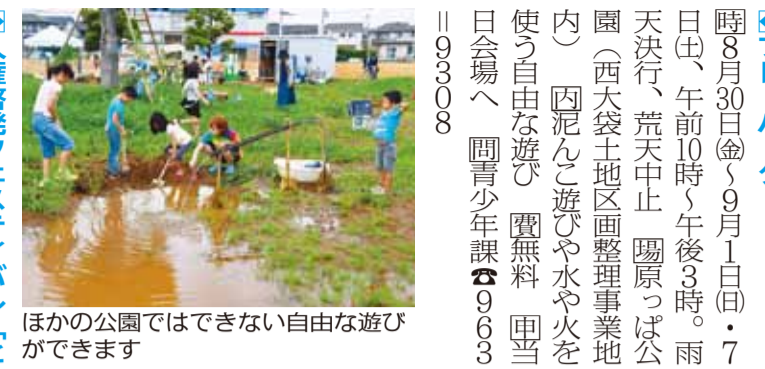 時8月30日㈮〜9月1日㈰・7
日㈯、午前10時〜午後3時。雨
天決行、荒天中止　場原っぱ公
園（西大袋土地区画整理事業地
内）　内泥んこ遊びや水や火を
使う自由な遊び　費無料　申当
日会場へ　問青少年課☎963
＝9308
ほかの公園ではできない自由な遊び
ができます